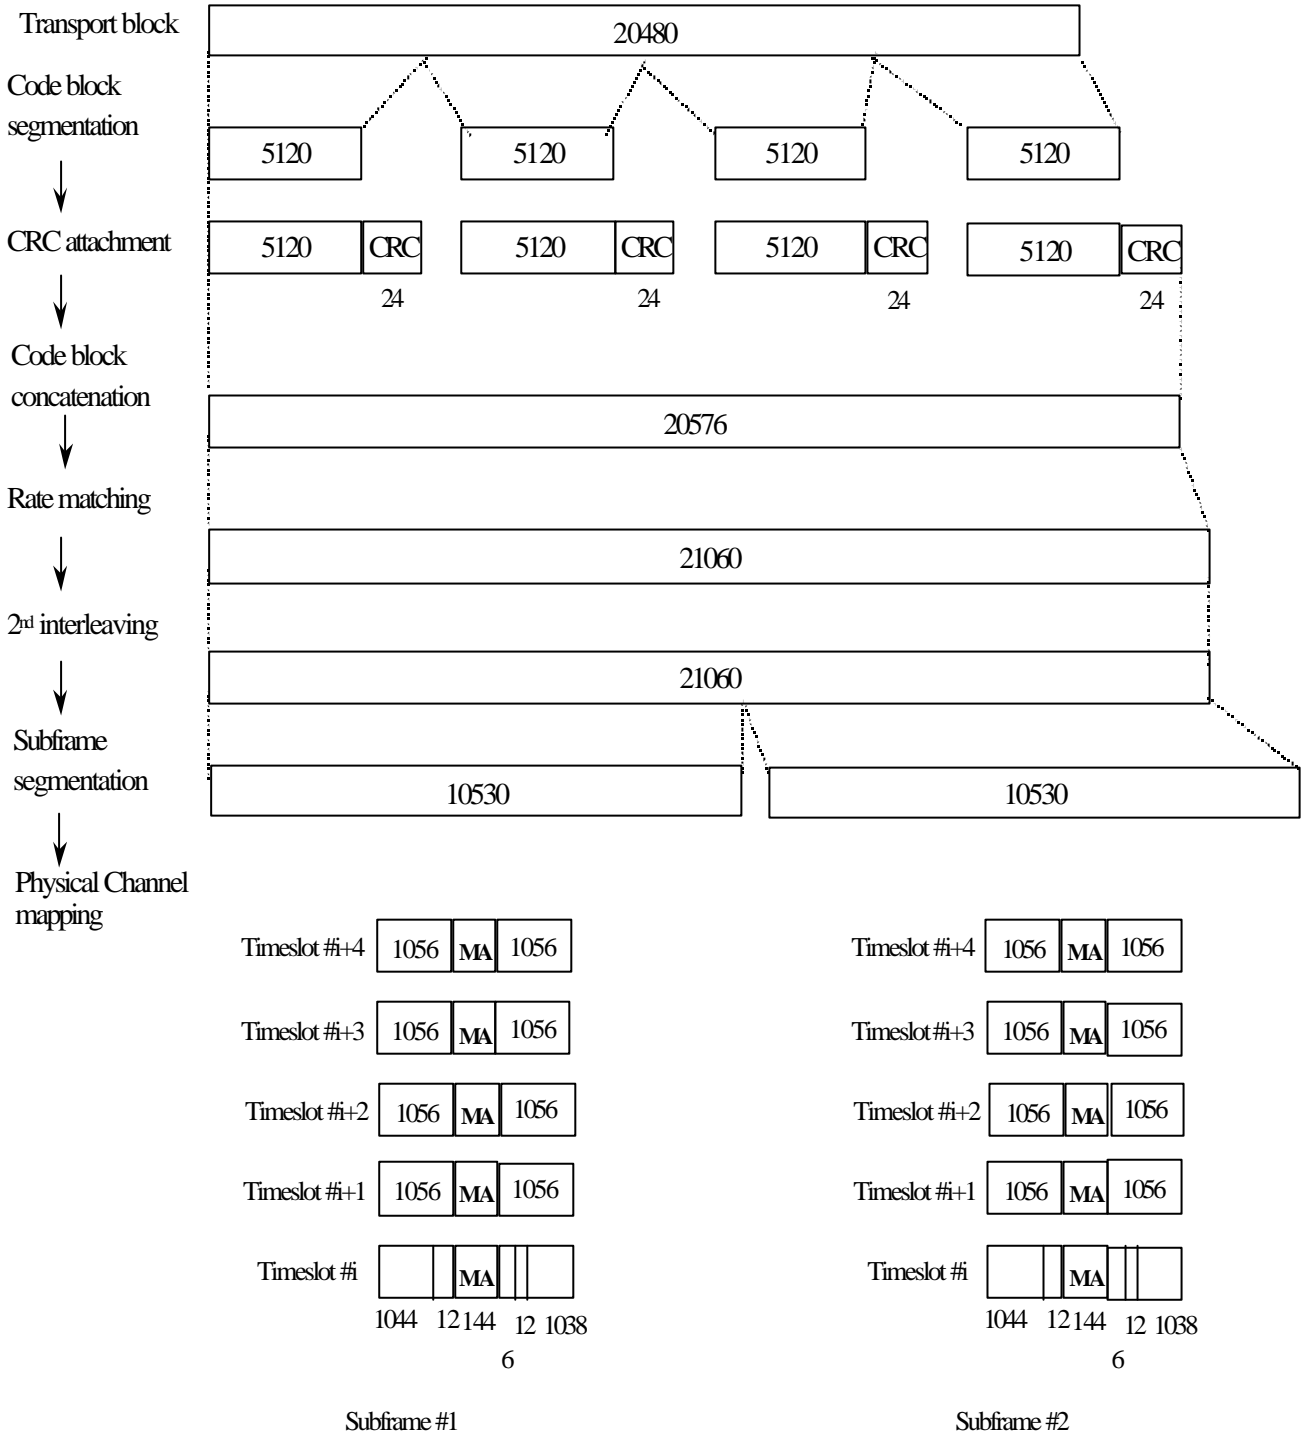 Transport block
20480
Code block
segmentation
5120 5120 5120 5120
CRC attachment
5120 CRC 5120 CRC 5120 CRC 5120 CRC
24 24 24 24
Code block
concatenation
20576
Rate matching
21060
2nd interleaving
21060
Subframe
segmentation
10530 10530
Physical Channel
mapping
Timeslot #i+4 1056 MA 1056 Timeslot #i+4 1056 MA 1056
Timeslot #i+3 1056 MA 1056 Timeslot #i+3 1056 MA 1056
Timeslot #i+2 1056 MA 1056 Timeslot #i+2 1056 MA 1056
Timeslot #i+1 1056 MA 1056 Timeslot #i+1 1056 MA 1056
Timeslot #i MA Timeslot #i MA
1044 12 144 12 1038 1044 12 144 12 1038
6 6
Subframe #1 Subframe #2